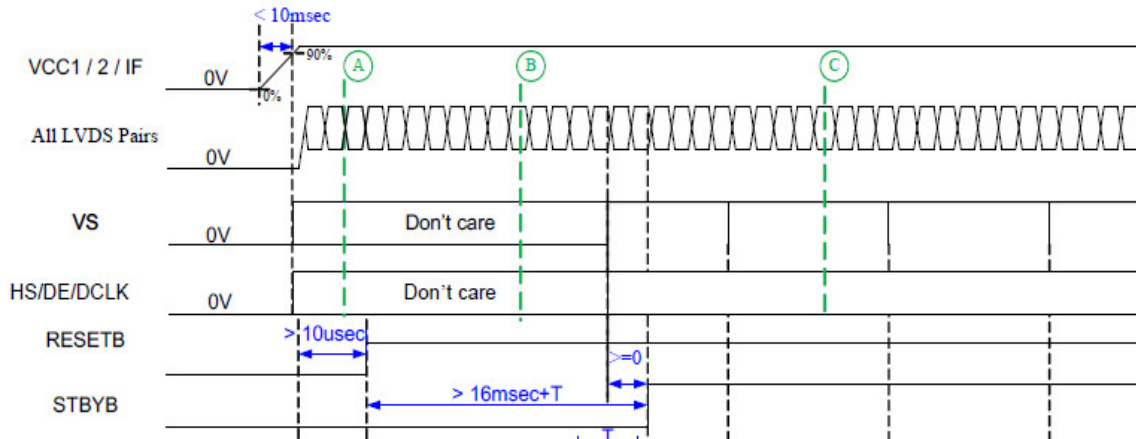 < 10msec
90%
A
B
C
VCC1 / 2 / IF
0V
0%
All LVDS Pairs
0V
VS
0V
Don't care
HS/DE/DCLK
0V
Don't care
RESETB
> 10usec
>=0
STBYB
> 16msec+T
T